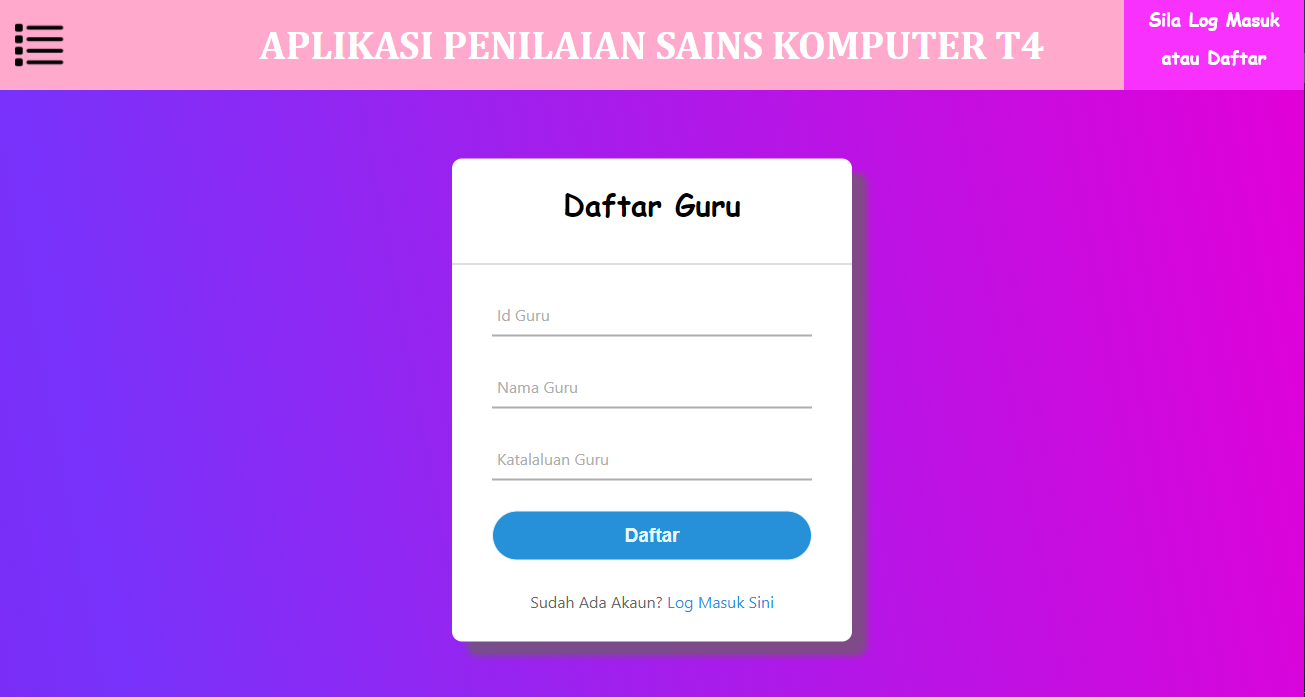 APLIKASI PENILAIAN SAINS KOMPUTER T4
Sila Log Masuk
atau Daftar
Daftar Guru
Id Guru
Nama Guru
Katalaluan Guru
Daftar
Sudah Ada Akaun? Log Masuk Sini